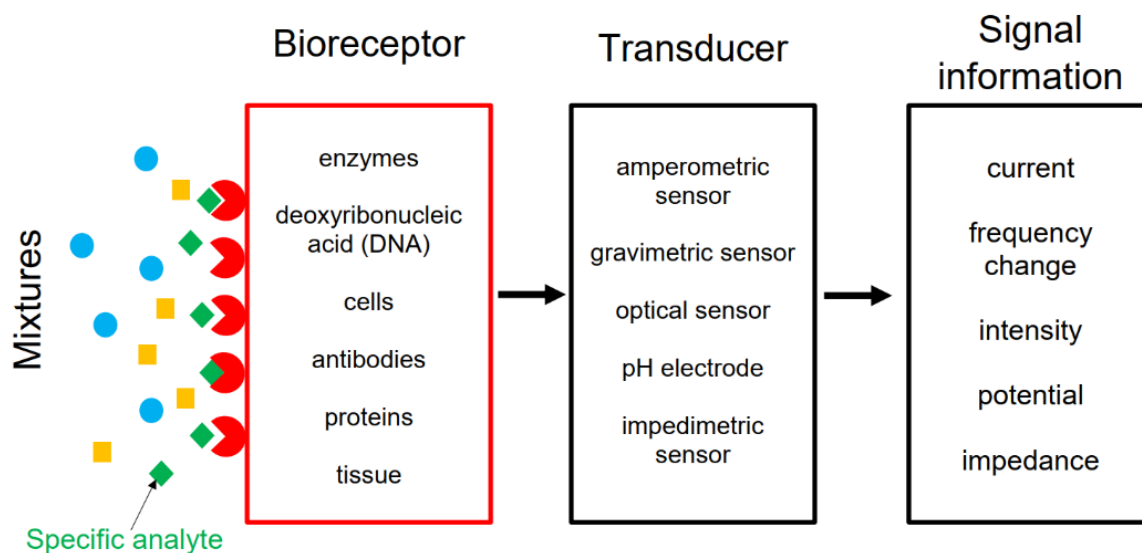 Bioreceptor
Transducer
Signal
information
Mixtures
enzymes
deoxyribonucleic
acid (DNA)
cells
antibodies
proteins
tissue
amperometric
sensor
gravimetric sensor
optical sensor
pH electrode
impedimetric
sensor
current
frequency
change
intensity
potential
impedance
Specific analyte